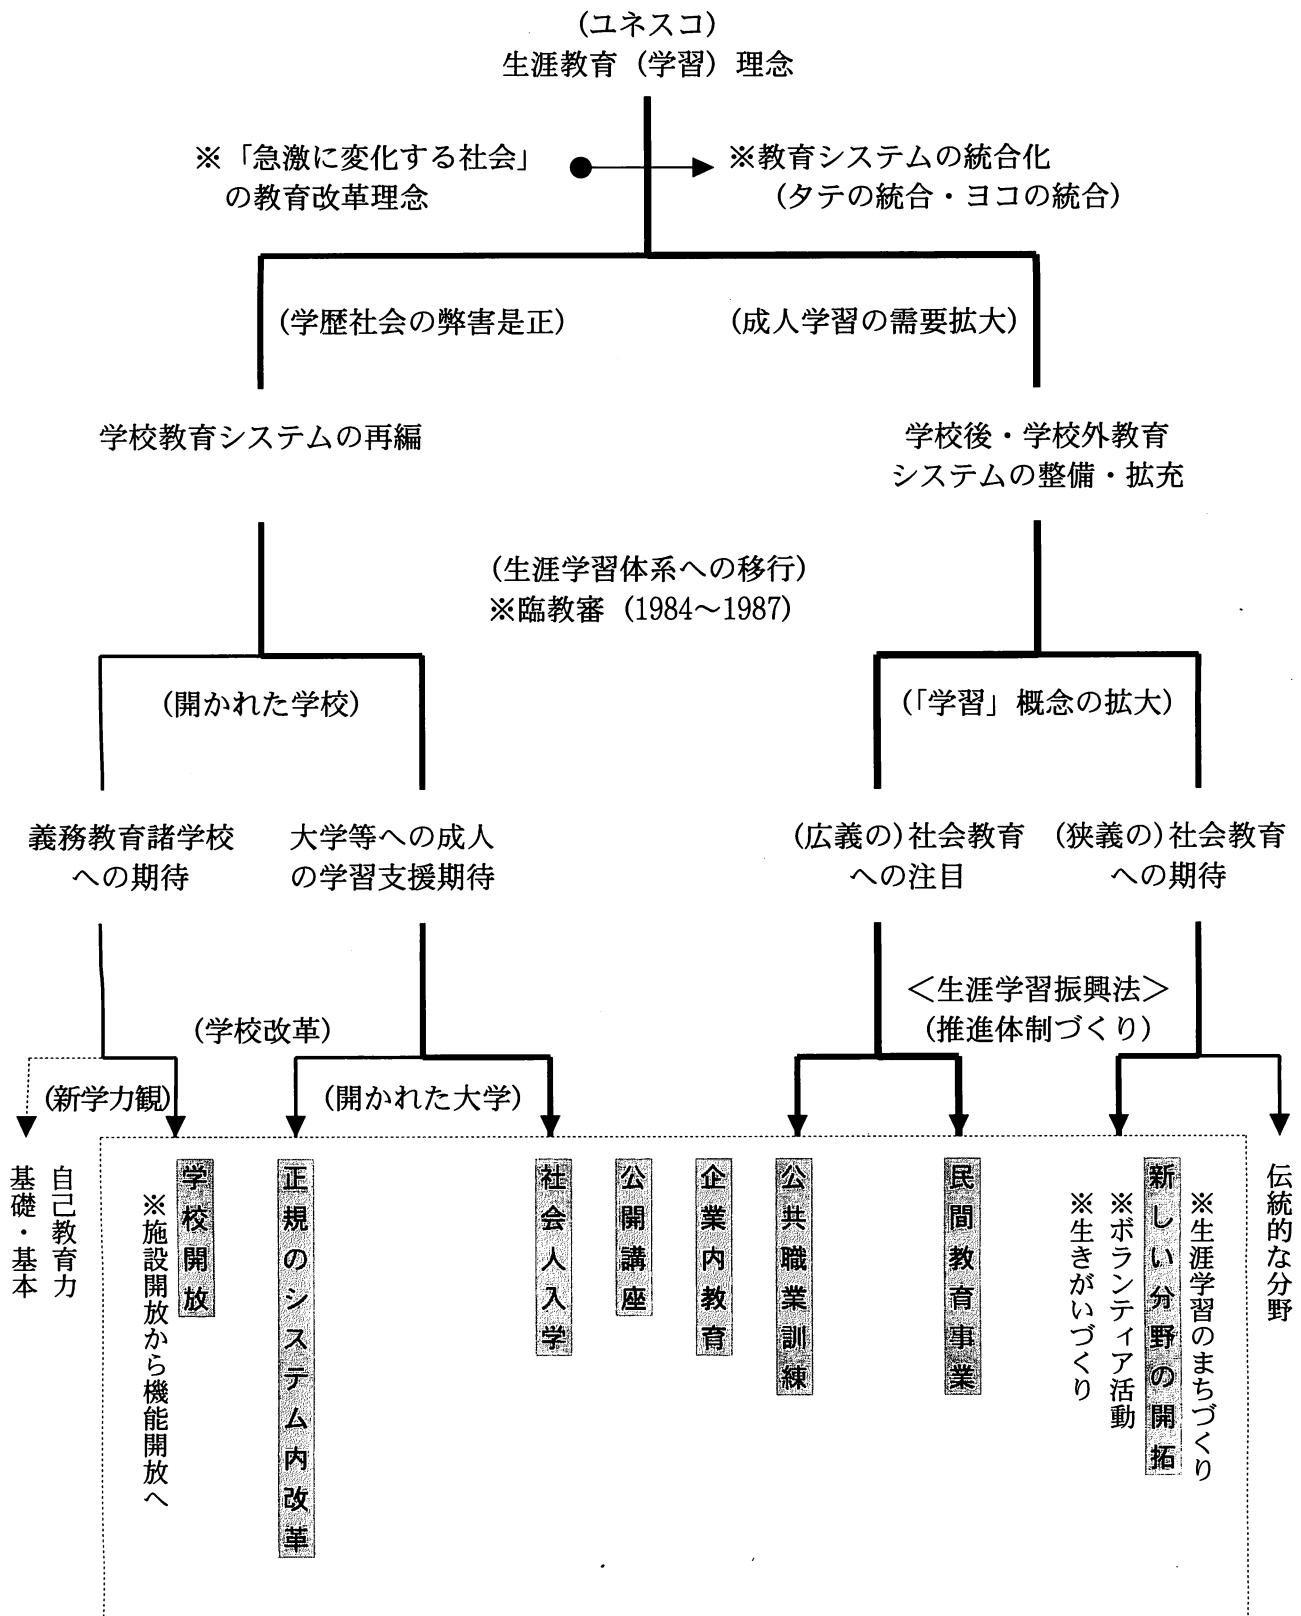 (ユネスコ)
生涯教育(学習)理念
※「急激に変化する社会」
の教育改革理念
※教育システムの統合化
(タテの統合・ヨコの統合)
(学歴社会の弊害是正)
(成人学習の需要拡大)
学校教育システムの再編
学校後・学校外教育
システムの整備・拡充
(生涯学習体系への移行)
※臨教審(1984～1987)
(開かれた学校)
(「学習」概念の拡大)
義務教育諸学校
への期待
大学等への成人
の学習支援期待
(広義の)社会教育
への注目
(狭義の)社会教育
への期待
<生涯学習振興法>
(推進体制づくり)
(学校改革)
(新学力観)
(開かれた大学)
基礎・基本
自己教育力
※施設開放から機能開放へ
学校開放
正規のシステム内改革
社会人入学
公開講座
企業内教育
公共職業訓練
民間教育事業
※生きがいづくり
※ボランティア活動
新しい分野の開拓
※生涯学習のまちづくり
伝統的な分野